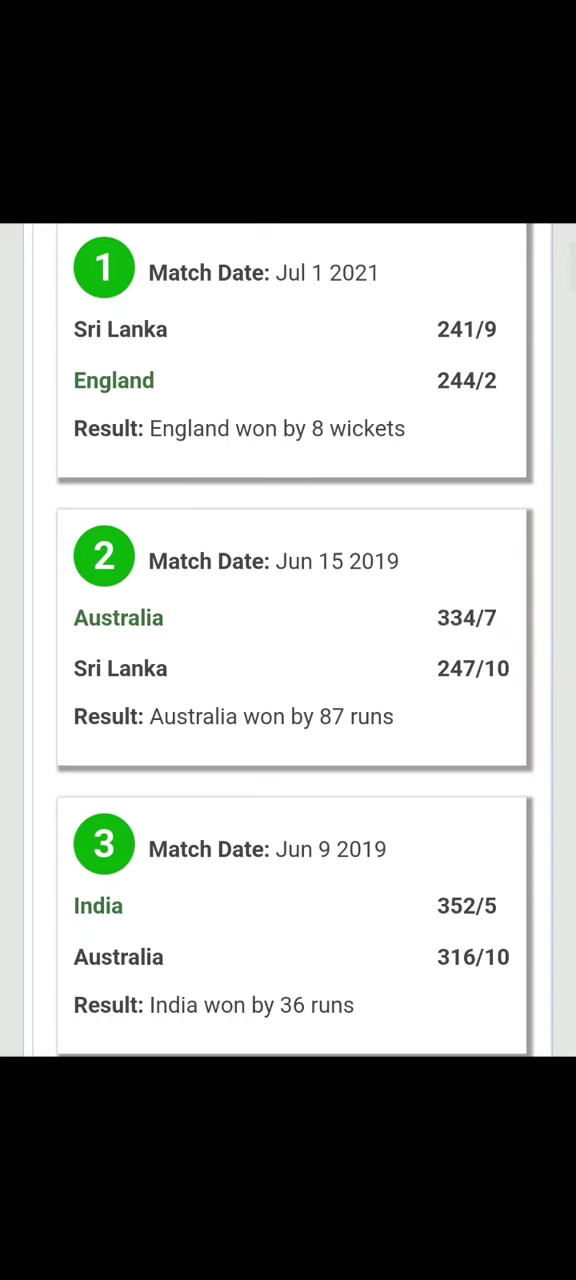 1 Match Date: Jul 1 2021
Sri Lanka 241/9
England 244/2
Result: England won by 8 wickets
2 Match Date: Jun 15 2019
Australia 334/7
Sri Lanka 247/10
Result: Australia won by 87 runs
3 Match Date: Jun 9 2019
India 352/5
Australia 316/10
Result: India won by 36 runs